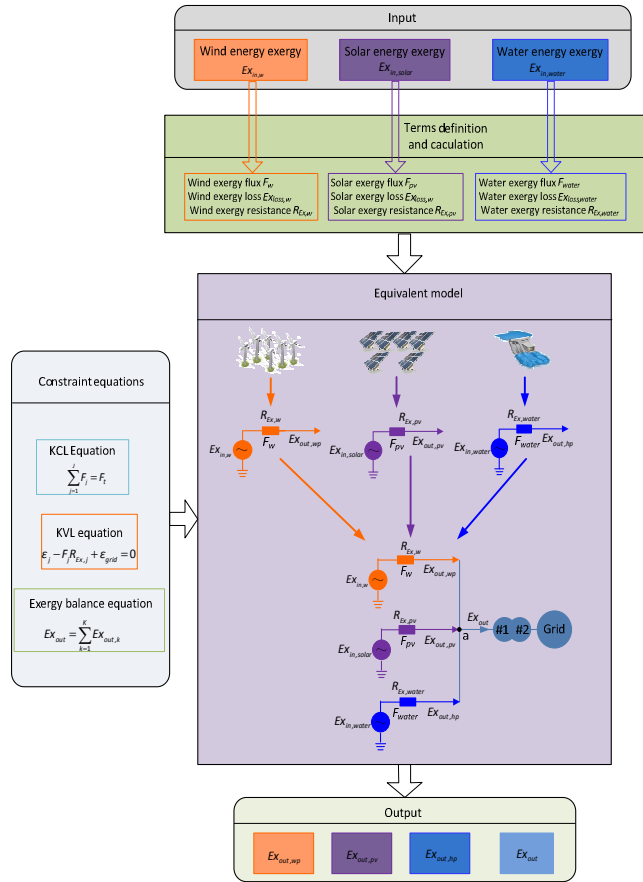 Input
Wind energy exergy
Ex_in,w
Solar energy exergy
Ex_in,solar
Water energy exergy
Ex_in,water
Terms definition
and caculation
Wind exergy flux F_w
Wind exergy loss Ex_loss,w
Wind exergy resistance R_Ex,w
Solar exergy flux F_pv
Solar exergy loss Ex_loss,w
Solar exergy resistance R_Ex,pv
Water exergy flux F_water
Water exergy loss Ex_loss,water
Water exergy resistance R_Ex,water
Equivalent model
R_Ex,w
Ex_in,w
F_w
Ex_out,wp
R_Ex,pv
Ex_in,solar
F_pv
Ex_out,pv
R_Ex,water
Ex_in,water
F_water
Ex_out,hp
R_Ex,w
Ex_in,w
F_w
Ex_out,wp
R_Ex,pv
Ex_in,solar
F_pv
Ex_out,pv
a
Ex_out
#1
#2
Grid
R_Ex,water
Ex_in,water
F_water
Ex_out,hp
Constraint equations
KCL Equation
∑_{j=1}^{j} F_j = F_t
KVL equation
ε_j − F_j R_Ex,j + ε_grid = 0
Exergy balance equation
Ex_out = ∑_{k=1}^{K} Ex_out,k
Output
Ex_out,wp
Ex_out,pv
Ex_out,hp
Ex_out